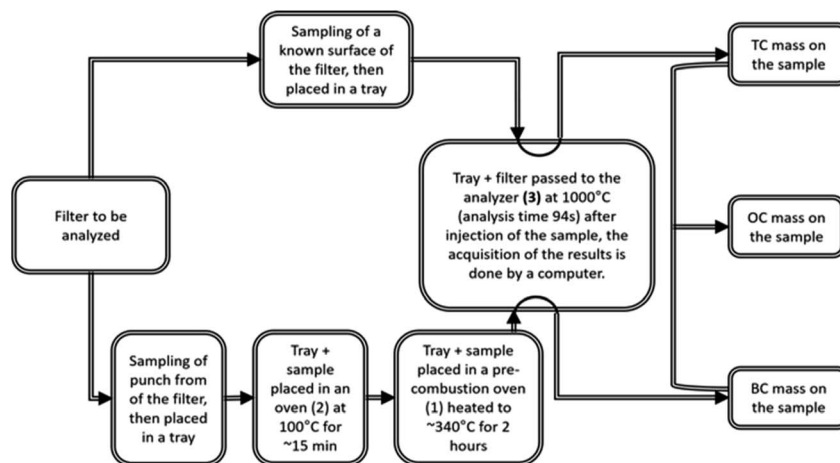 Sampling of a
known surface of
the filter, then
placed in a tray
TC mass on
the sample
Filter to be
analyzed
Tray + filter passed to the
analyzer (3) at 1000°C
(analysis time 94s) after
injection of the sample, the
acquisition of the results is
done by a computer.
OC mass on
the sample
Sampling of
punch from
of the filter,
then placed
in a tray
Tray +
sample
placed in an
oven (2) at
100°C for
~15 min
Tray + sample
placed in a pre-
combustion oven
(1) heated to
~340°C for 2
hours
BC mass on
the sample